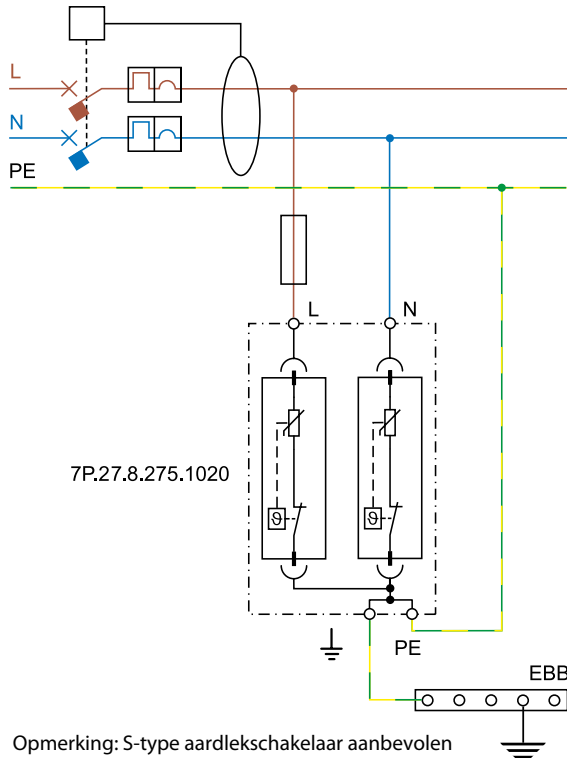 L
N
PE
L
N
7P.27.8.275.1020
ϑ
ϑ
PE
EBB
Opmerking: S-type aardlekschakelaar aanbevolen